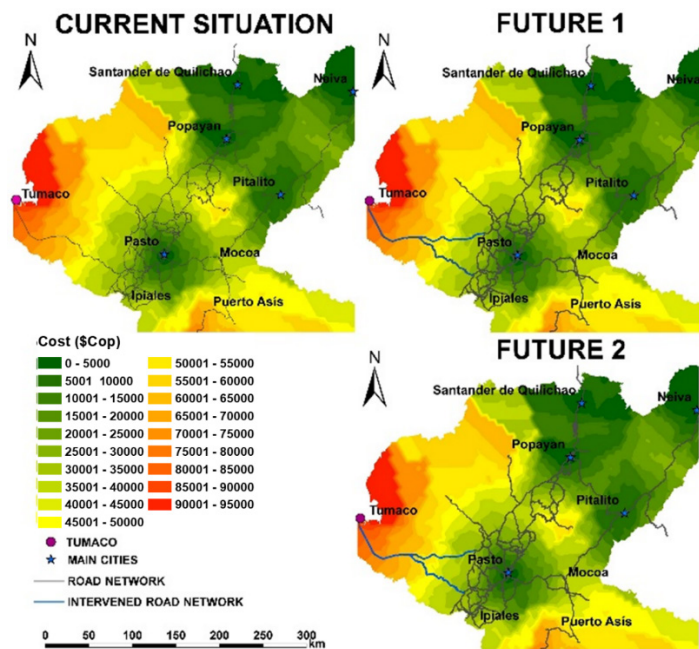 CURRENT SITUATION
N
Santander de Quilichao
Neiva
Popayan
Pitalito
Tumaco
Pasto
Mocoa
Ipiales
Puerto Asis
FUTURE 1
N
Santander de Quilichao
Neiva
Popayan
Pitalito
Tumaco
Pasto
Mocoa
Ipiales
Puerto Asis
Cost ($Cop)
0 - 5000
5001 10000
10001 - 15000
15001 - 20000
20001 - 25000
25001 - 30000
30001 - 35000
35001 - 40000
40001 - 45000
45001 - 50000
50001 - 55000
55001 - 60000
60001 - 65000
65001 - 70000
70001 - 75000
75001 - 80000
80001 - 85000
85001 - 90000
90001 - 95000
TUMACO
MAIN CITIES
ROAD NETWORK
INTERVENED ROAD NETWORK
0 50 100 150 200 250 300
km
FUTURE 2
N
Santander de Quilichao
Neiva
Popayan
Pitalito
Tumaco
Pasto
Mocoa
Ipiales
Puerto Asis